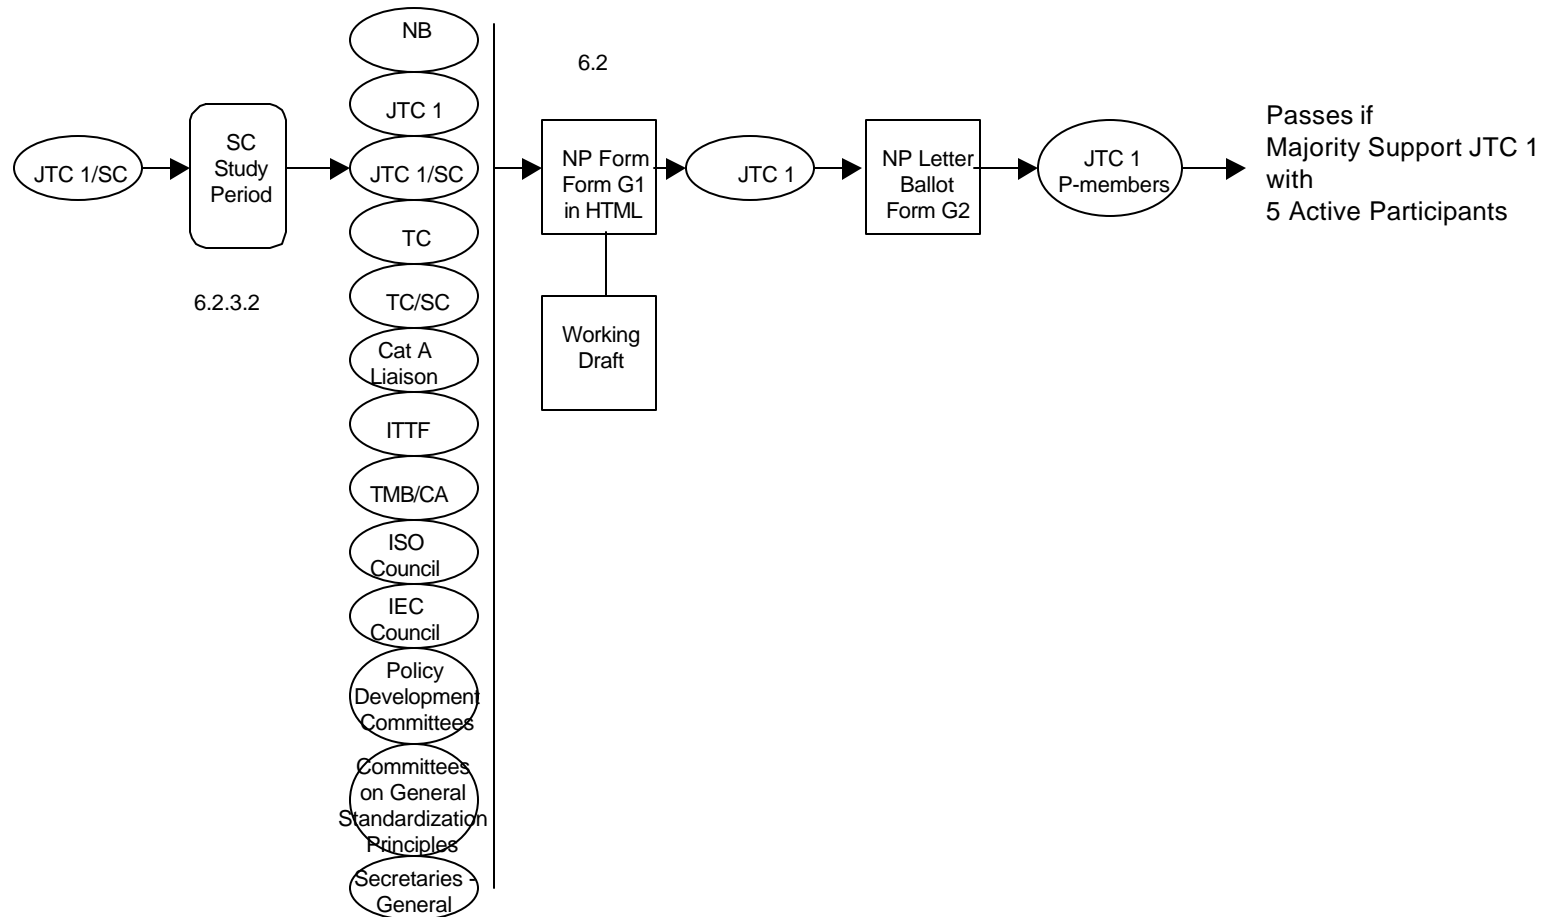 JTC 1/SC
SC
Study
Period
6.2.3.2
NB
JTC 1
JTC 1/SC
TC
TC/SC
Cat A
Liaison
ITTF
TMB/CA
ISO
Council
IEC
Council
Policy
Development
Committees
Committees
on General
Standardization
Principles
Secretaries -
General
6.2
NP Form
Form G1
in HTML
Working
Draft
JTC 1
NP Letter
Ballot
Form G2
JTC 1
P-members
Passes if
Majority Support JTC 1
with
5 Active Participants